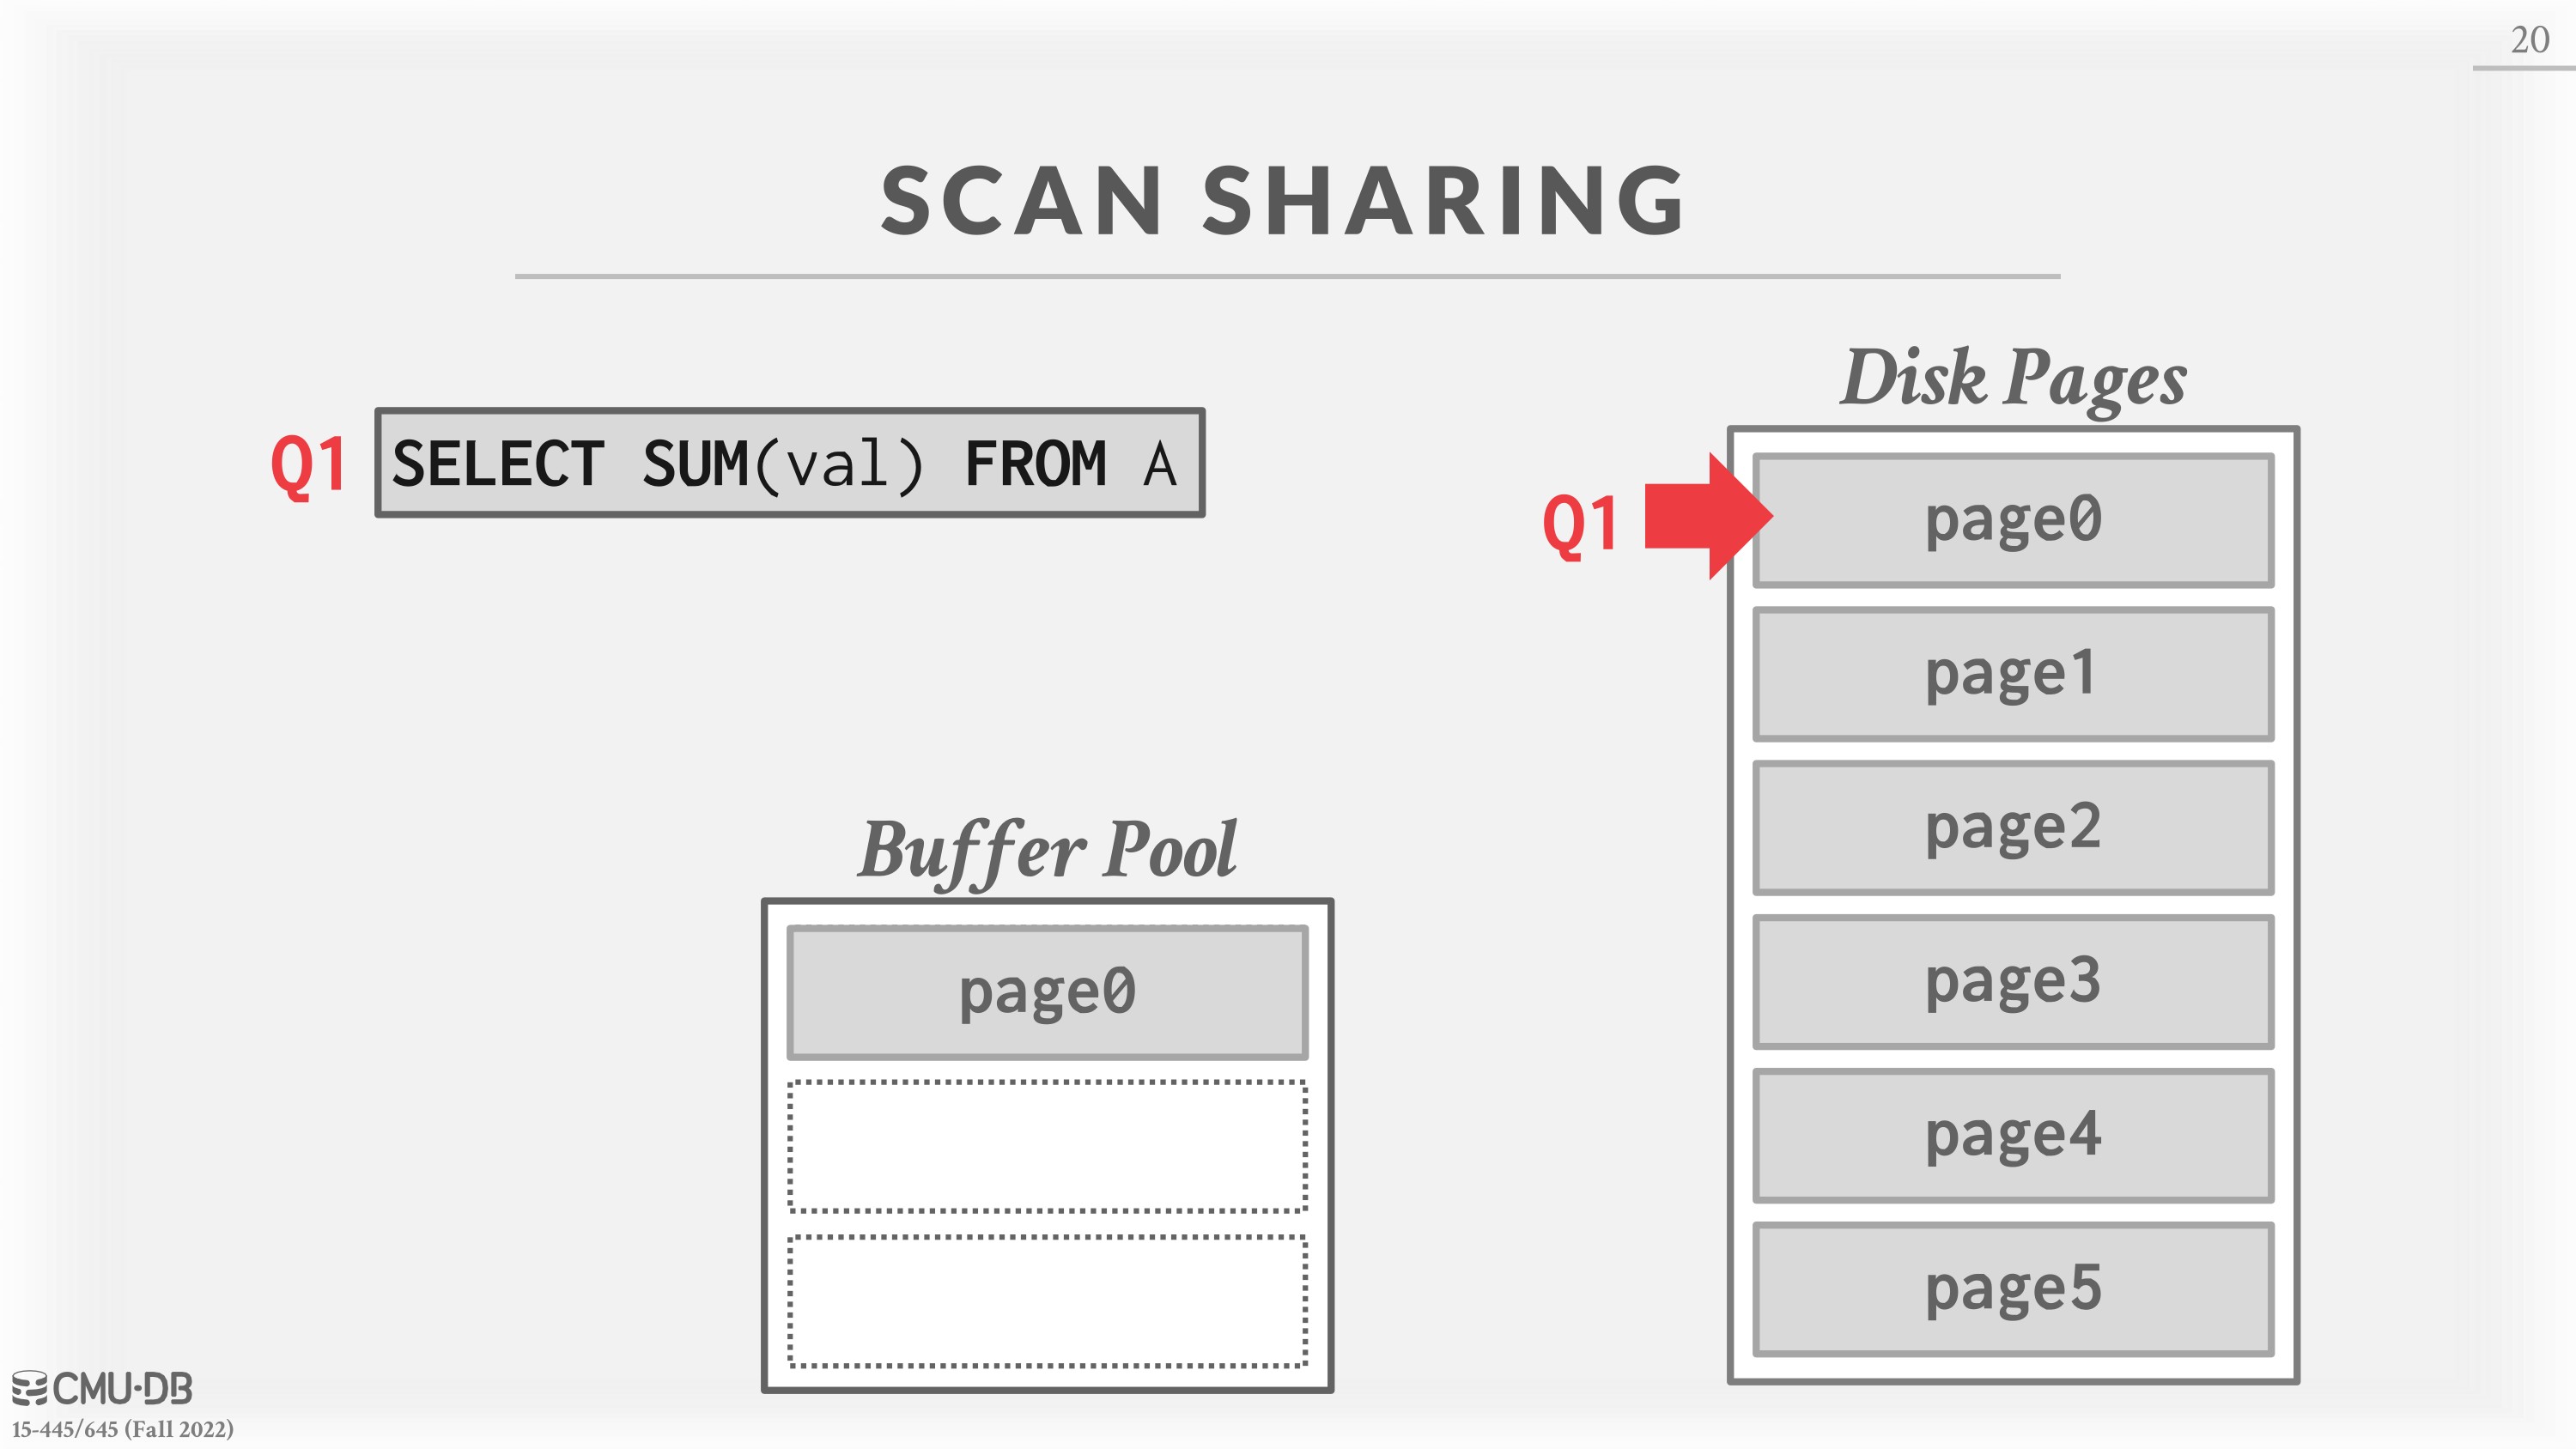 20
SCAN SHARING
Q1 SELECT SUM(val) FROM A
Disk Pages
Q1 page0
page1
page2
page3
page4
page5
Buffer Pool
page0
CMU·DB
15-445/645 (Fall 2022)